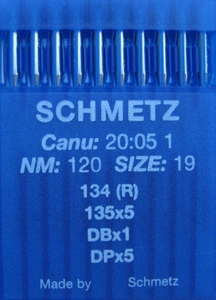 SCHMETZ
Canu: 20:05 1
NM: 120 SIZE: 19
134 (R)
135x5
DBx1
DPx5
Made by Schmetz